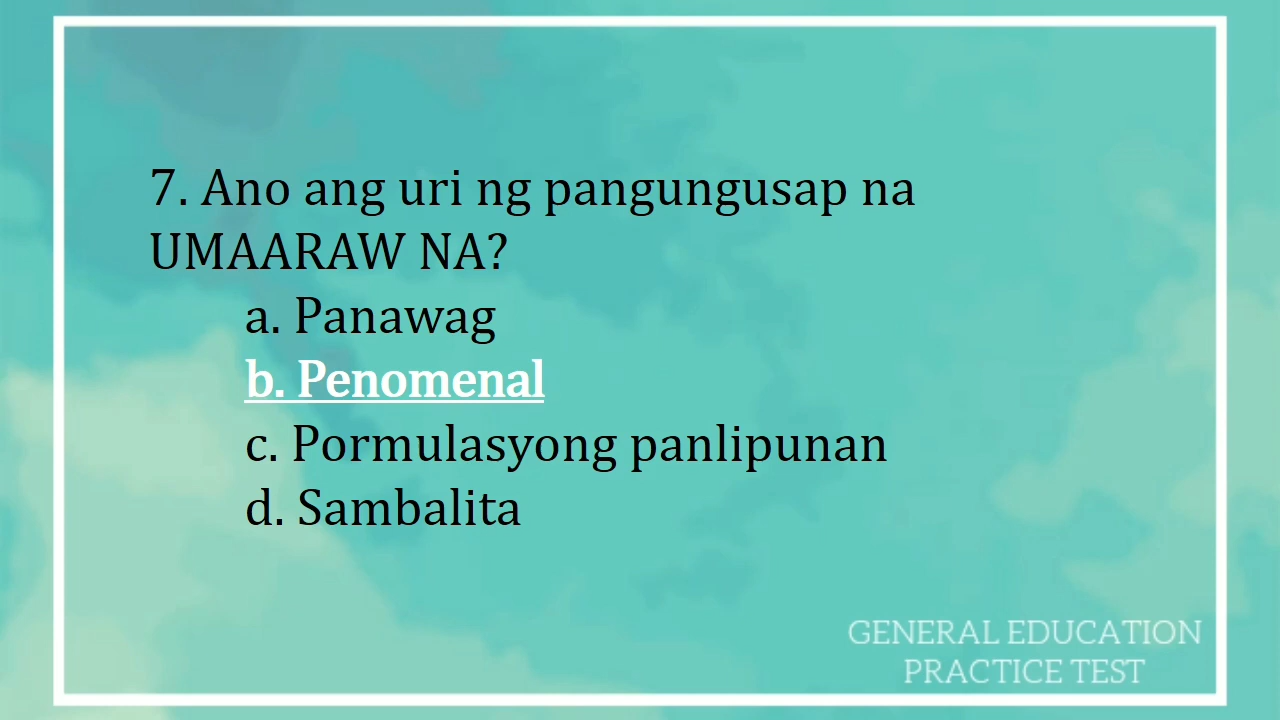 7. Ano ang uri ng pangungusap na
UMAARAW NA?
a. Panawag
b. Penomenal
c. Pormulasyong panlipunan
d. Sambalita
GENERAL EDUCATION
PRACTICE TEST